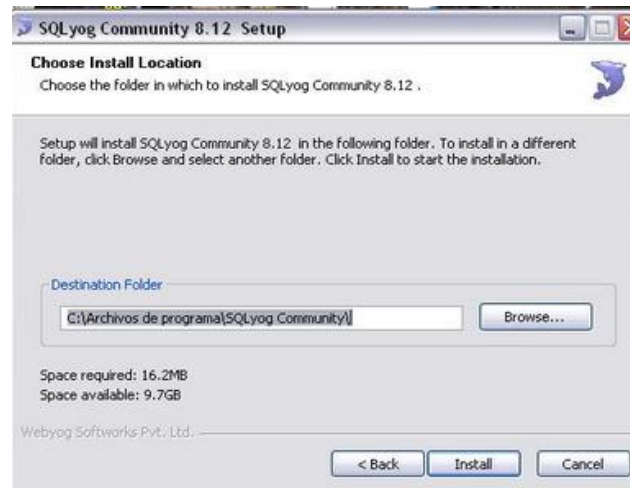 SQLyog Community 8.12 Setup
Choose Install Location
Choose the folder in which to install SQLyog Community 8.12 .
Setup will install SQLyog Community 8.12 in the following folder. To install in a different
folder, click Browse and select another folder. Click Install to start the installation.
Destination Folder
C:\Archivos de programa\SQLyog Community\
Browse...
Space required: 16.2MB
Space available: 9.7GB
Webyog Softworks Pvt. Ltd.
< Back
Install
Cancel